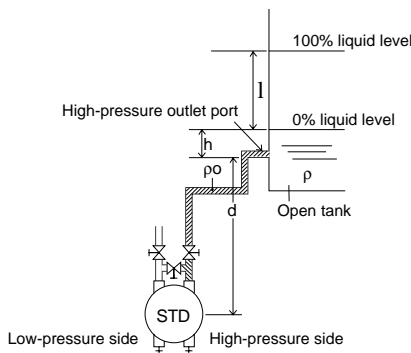 100% liquid level
l
High-pressure outlet port
0% liquid level
h
ρo
ρ
d
Open tank
STD
Low-pressure side
High-pressure side